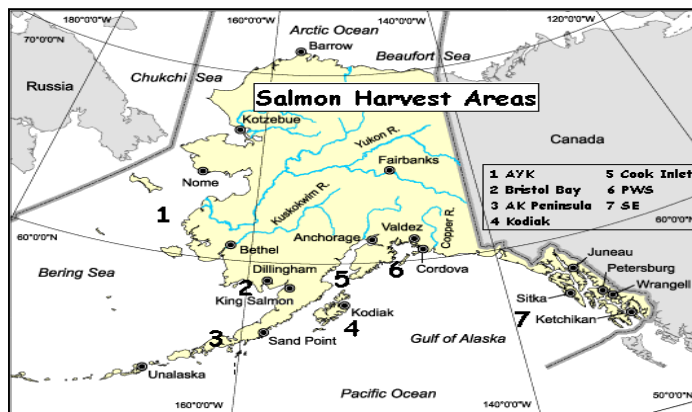 180°0'0"W
160°0'0"W
Arctic Ocean
140°0'0"W
120°0'0"W
70°0'0"N
Barrow
Beaufort Sea
70°0'0"N
Russia
Chukchi Sea
Salmon Harvest Areas
Kotzebue
Yukon R.
Canada
Fairbanks
Nome
1 AYK
2 Bristol Bay
3 AK Peninsula
4 Kodiak
5 Cook Inlet
6 PWS
7 SE
1
Kuskokwim R.
Copper R.
60°0'0"N
Bethel
Anchorage
Valdez
60°0'0"N
Bering Sea
Dillingham
2
King Salmon
5
6
Cordova
Juneau
Petersburg
Wrangell
Sitka
Ketchikan
7
Kodiak
4
3
Sand Point
Gulf of Alaska
Unalaska
Pacific Ocean
160°0'0"W
140°0'0"W